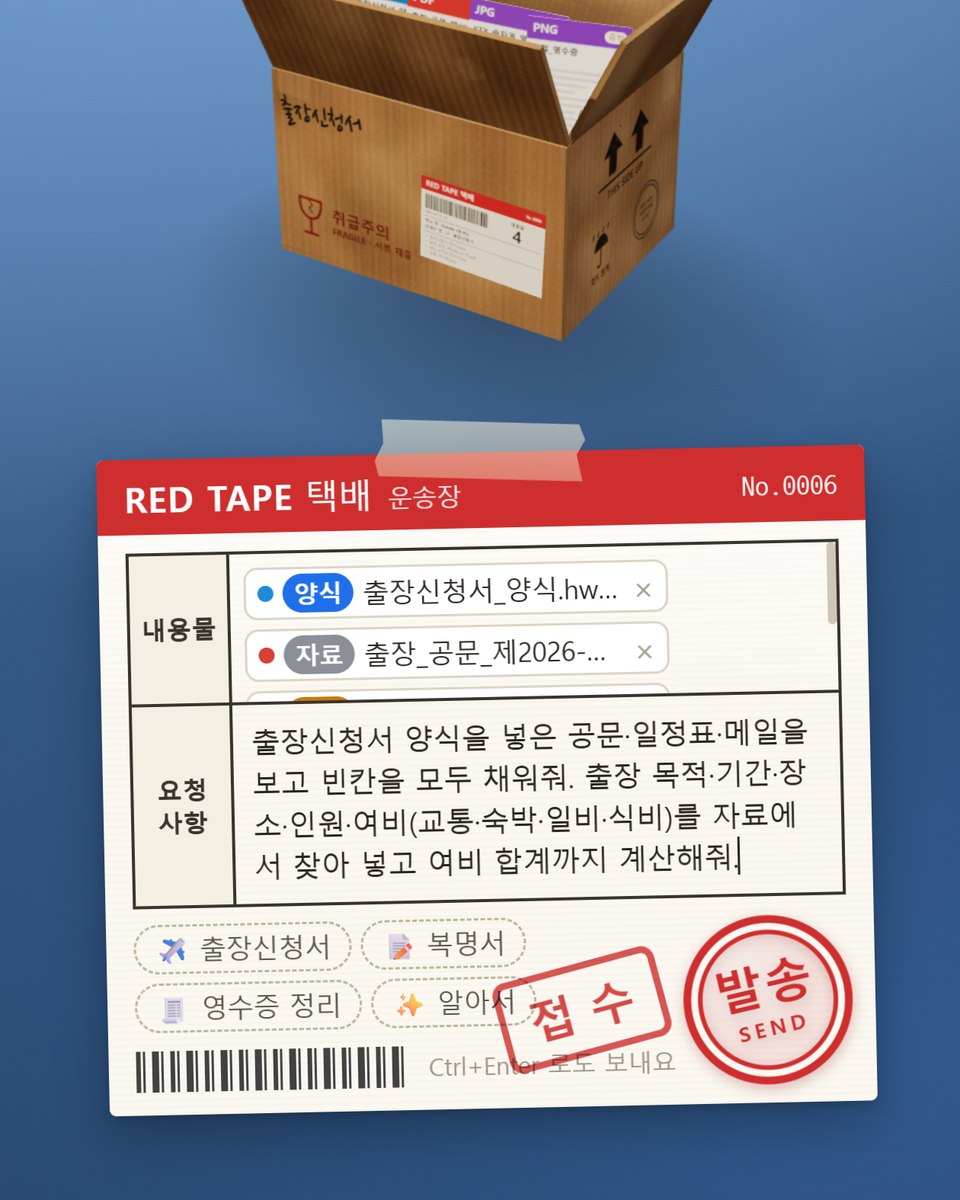 JPG
PNG
영수증
출장신청서
THIS SIDE UP
RED TAPE 택배
4
취급주의
FRAGILE · 서류 재중
RED TAPE 택배 운송장
No.0006
내용물
양식 출장신청서_양식.hw... ×
자료 출장_공문_제2026-... ×
요청
사항
출장신청서 양식을 넣은 공문·일정표·메일을
보고 빈칸을 모두 채워줘. 출장 목적·기간·장
소·인원·여비(교통·숙박·일비·식비)를 자료에
서 찾아 넣고 여비 합계까지 계산해줘.
출장신청서
복명서
영수증 정리
알아서
접수
발송
SEND
Ctrl+Enter 로도 보내요